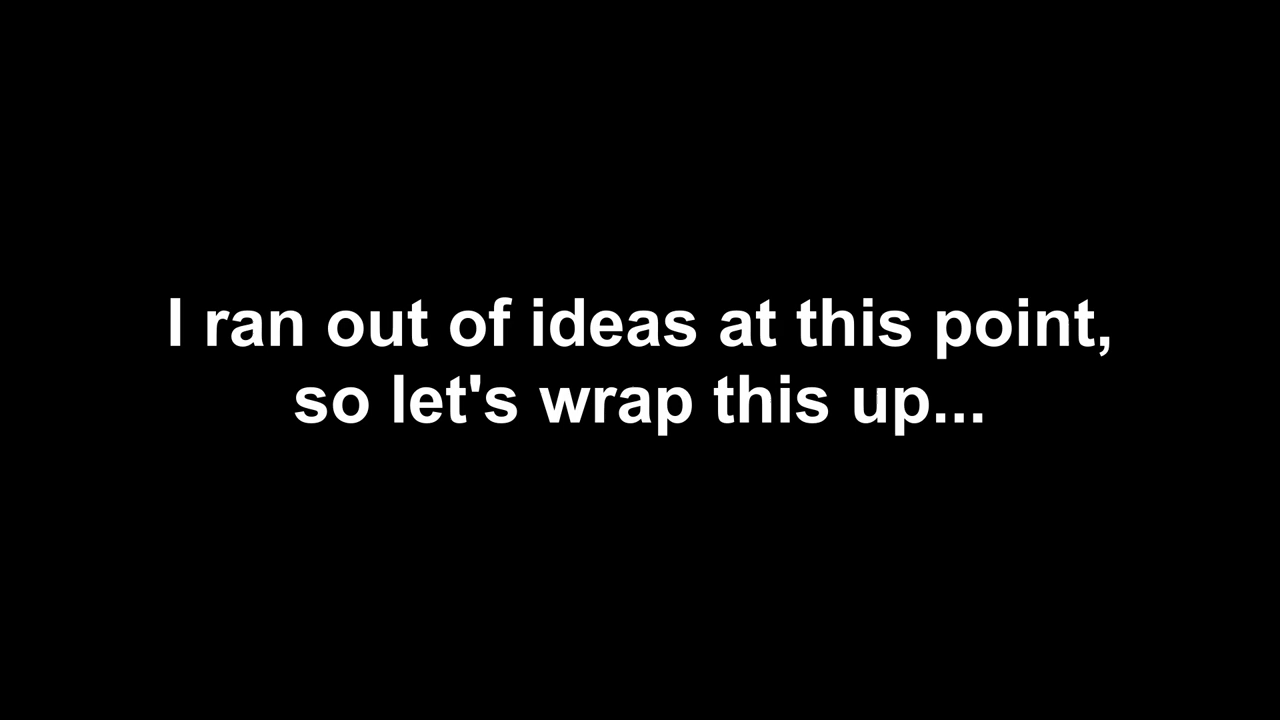 I ran out of ideas at this point,
so let's wrap this up...